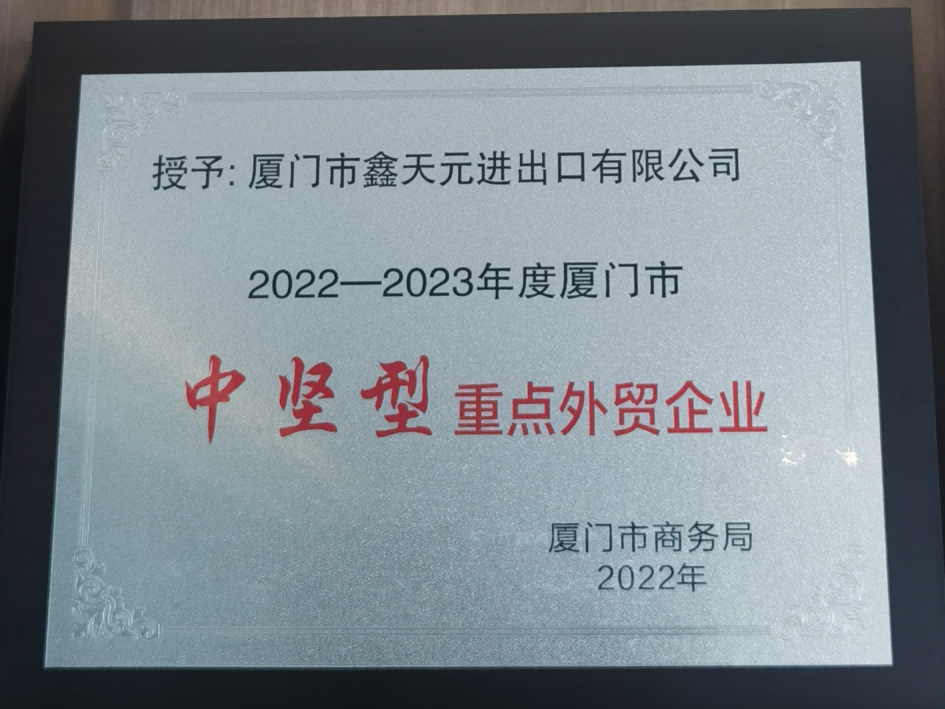 授予: 厦门市鑫天元进出口有限公司
2022—2023年度厦门市
中坚型重点外贸企业
厦门市商务局
2022年